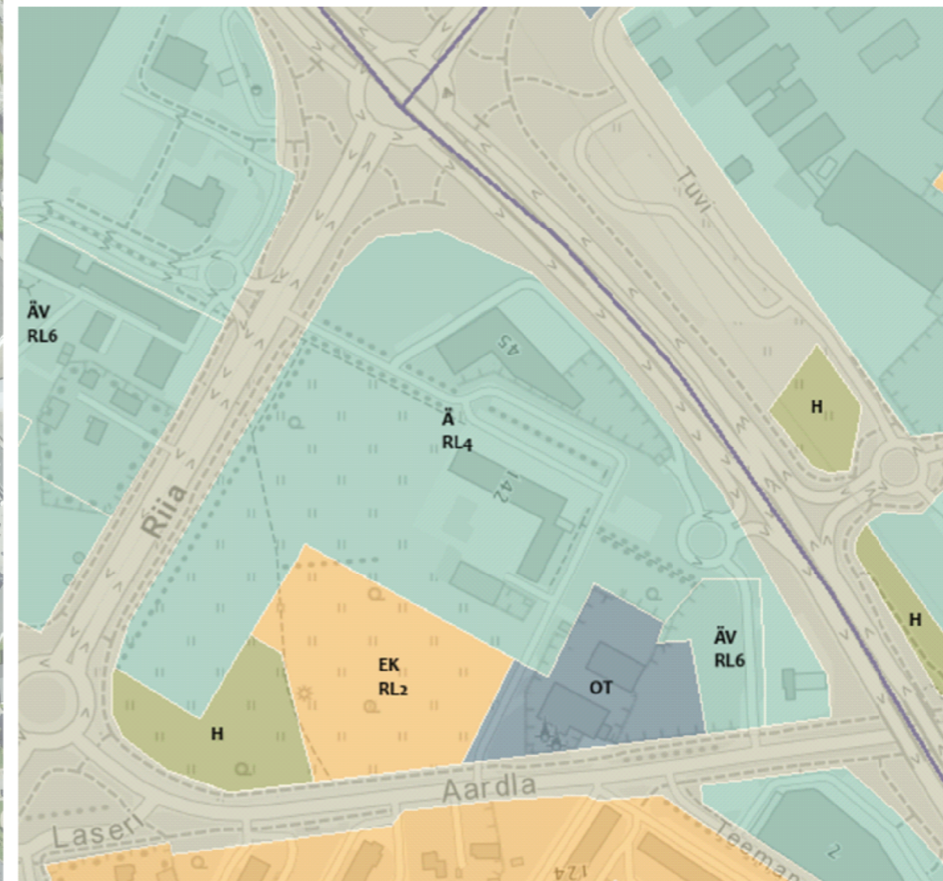 Tuvi
ÄV
RL6
45
H
Ä
RL4
142
Riia
H
EK
RL2
ÄV
RL6
OT
H
Aardla
Laseri
Teeman
2
124